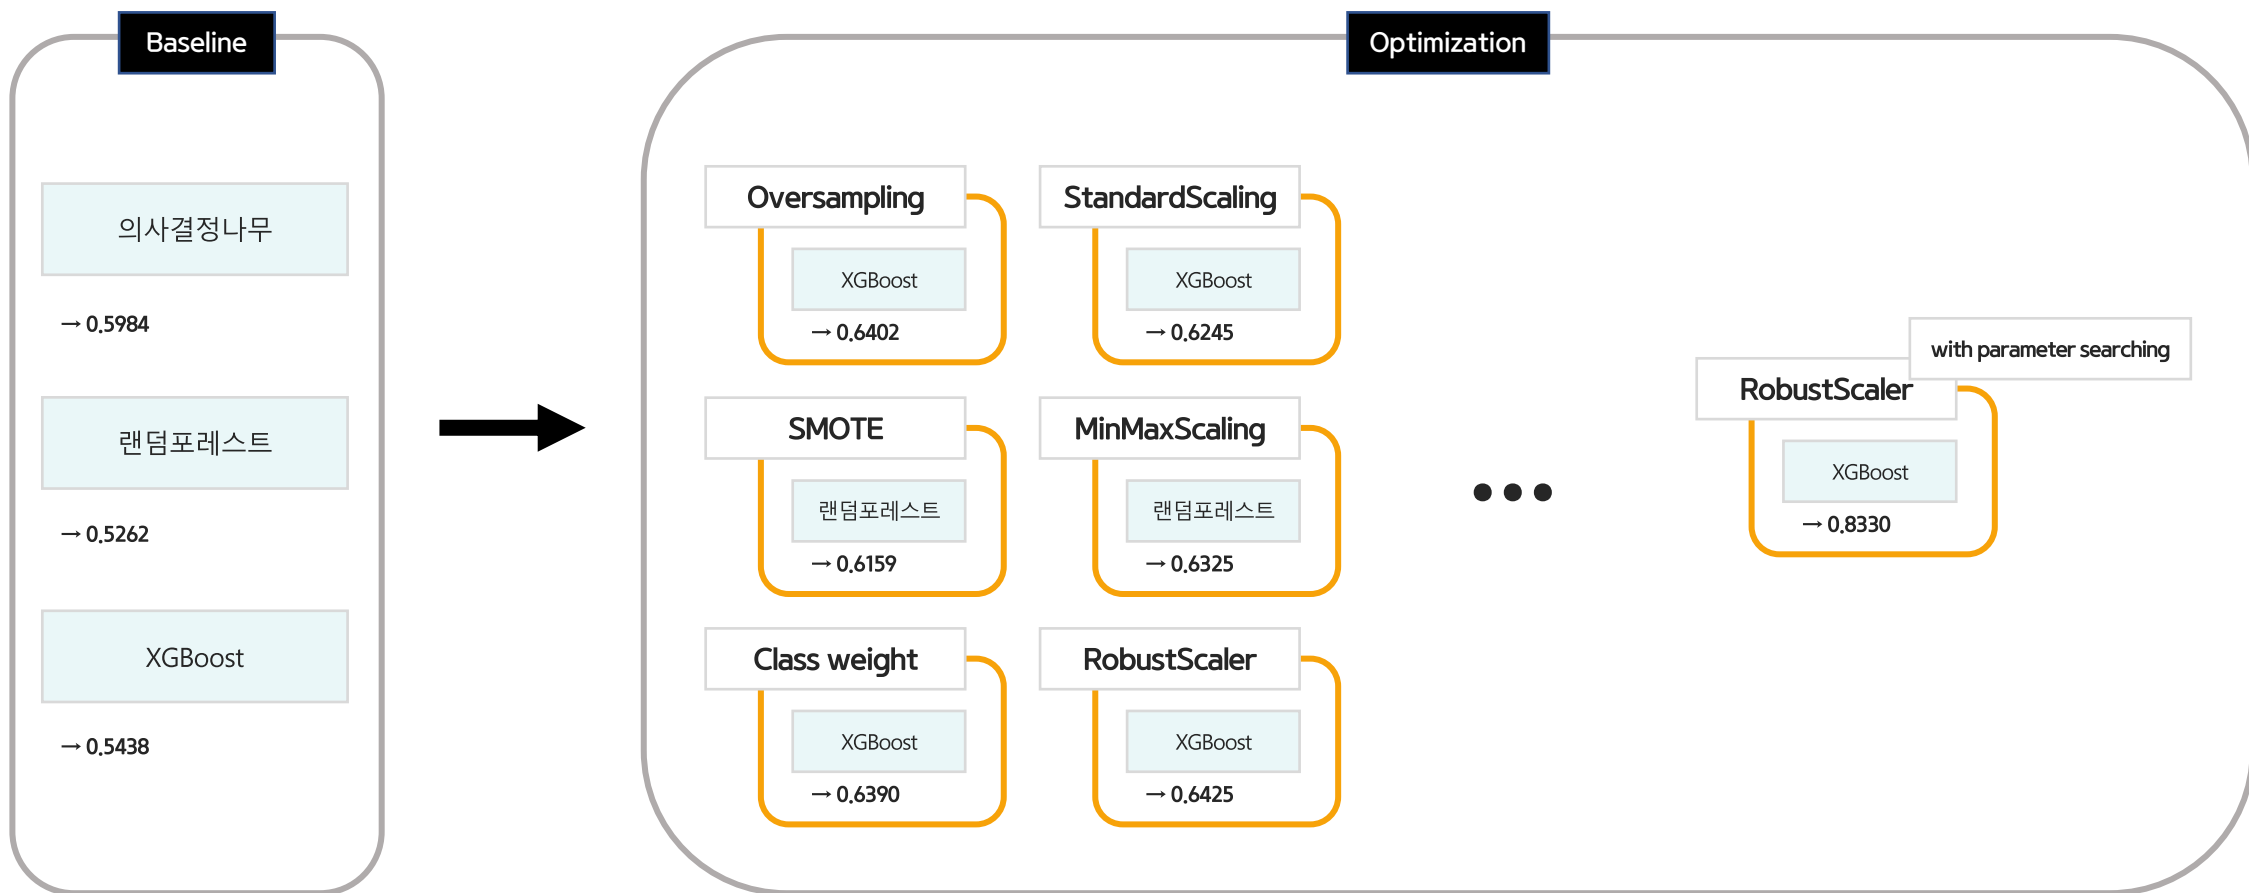 Baseline
의사결정나무
→ 0.5984
랜덤포레스트
→ 0.5262
XGBoost
→ 0.5438
Optimization
Oversampling
XGBoost
→ 0.6402
StandardScaling
XGBoost
→ 0.6245
SMOTE
랜덤포레스트
→ 0.6159
MinMaxScaling
랜덤포레스트
→ 0.6325
Class weight
XGBoost
→ 0.6390
RobustScaler
XGBoost
→ 0.6425
•••
with parameter searching
RobustScaler
XGBoost
→ 0.8330